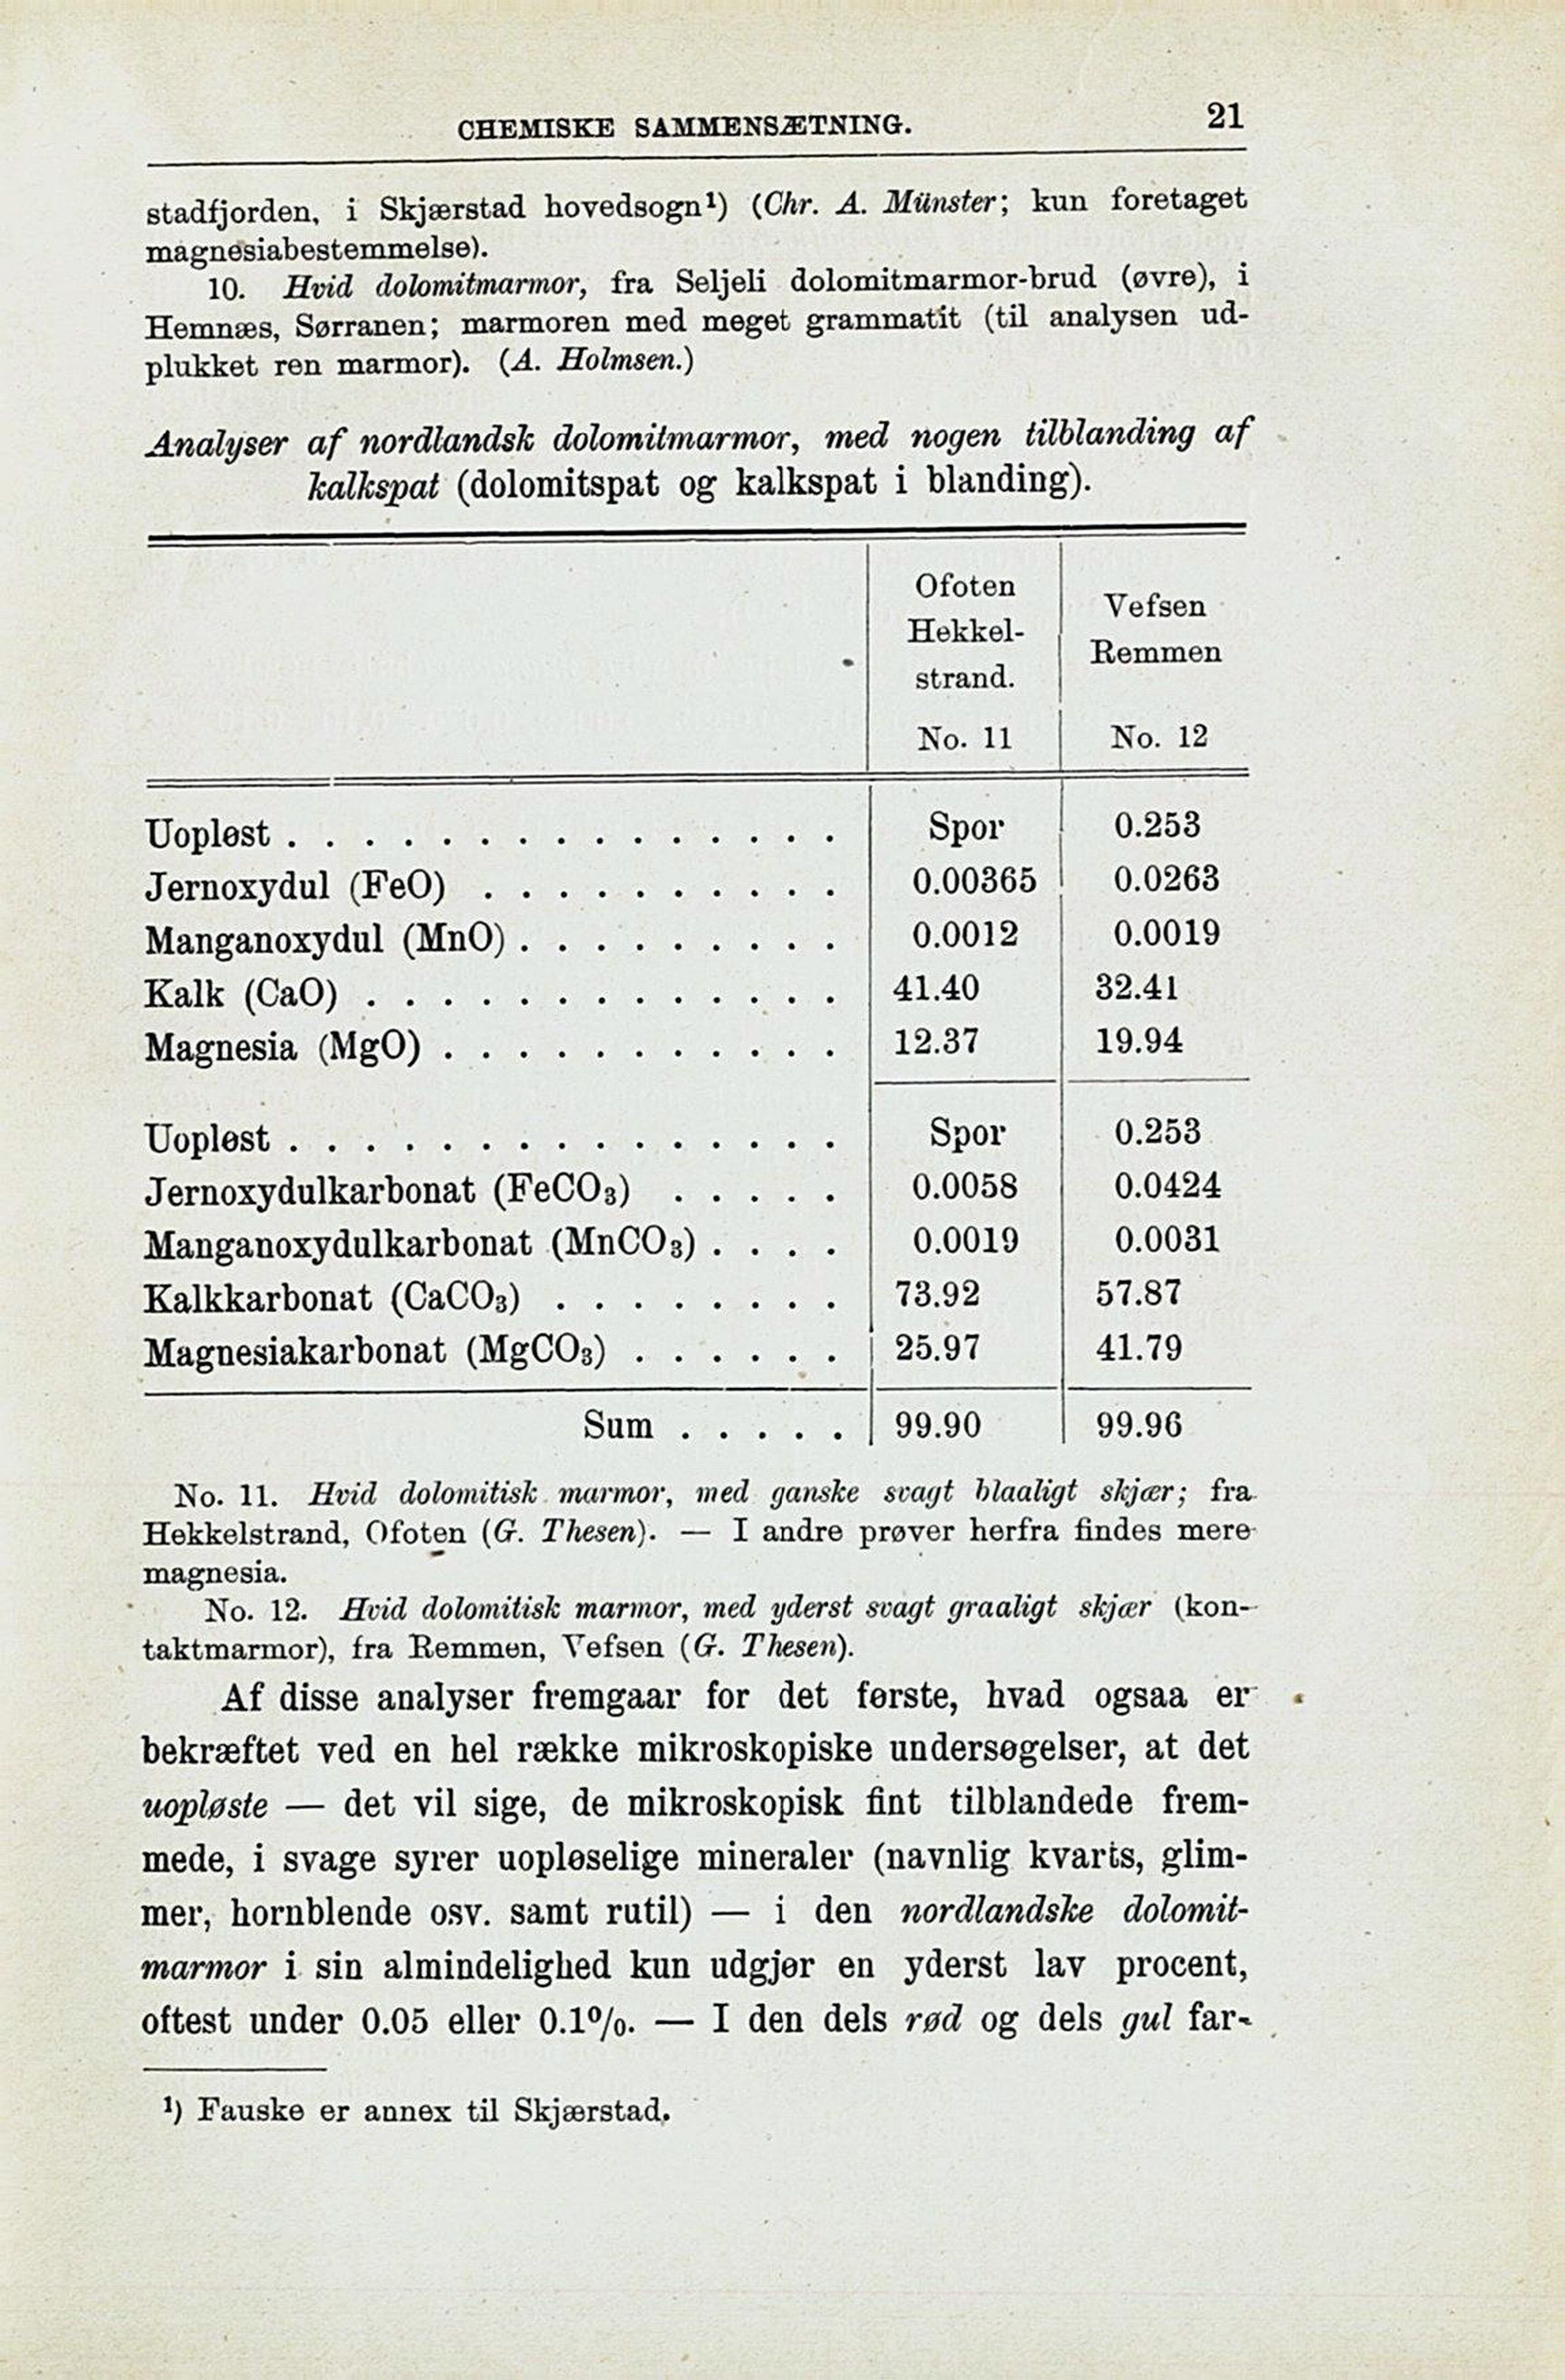 CHEMISKE SAMMENSÆTNING. 21
stadfjorden, i Skjærstad hovedsogn¹) (Chr. A. Münster; kun foretaget
magnesiabestemmelse).
10. Hvid dolomitmarmor, fra Seljeli dolomitmarmor-brud (øvre), i
Hemnæs, Sørranen; marmoren med meget grammatit (til analysen ud-
plukket ren marmor). (A. Holmsen.)
Analyser af nordlandsk dolomitmarmor, med nogen tilblanding af
kalkspat (dolomitspat og kalkspat i blanding).
Ofoten
Hekkel-
strand.
No. 11
Vefsen
Remmen
No. 12
Uopløst . . . . . . . . . . . . . . . Spor 0.253
Jernoxydul (FeO) . . . . . . . . . . 0.00365 0.0263
Manganoxydul (MnO) . . . . . . . . . 0.0012 0.0019
Kalk (CaO) . . . . . . . . . . . . . 41.40 32.41
Magnesia (MgO) . . . . . . . . . . . 12.37 19.94
Uopløst . . . . . . . . . . . . . . . Spor 0.253
Jernoxydulkarbonat (FeCO₃) . . . . . 0.0058 0.0424
Manganoxydulkarbonat (MnCO₃) . . . . 0.0019 0.0031
Kalkkarbonat (CaCO₃) . . . . . . . . 73.92 57.87
Magnesiakarbonat (MgCO₃) . . . . . . 25.97 41.79
Sum . . . . . 99.90 99.96
No. 11. Hvid dolomitisk marmor, med ganske svagt blaaligt skjær; fra
Hekkelstrand, Ofoten (G. Thesen). — I andre prøver herfra findes mere
magnesia.
No. 12. Hvid dolomitisk marmor, med yderst svagt graaligt skjær (kon-
taktmarmor), fra Remmen, Vefsen (G. Thesen).
Af disse analyser fremgaar for det første, hvad ogsaa er
bekræftet ved en hel række mikroskopiske undersøgelser, at det
uopløste — det vil sige, de mikroskopisk fint tilblandede frem-
mede, i svage syrer uopløselige mineraler (navnlig kvarts, glim-
mer, hornblende osv. samt rutil) — i den nordlandske dolomit-
marmor i sin almindelighed kun udgjør en yderst lav procent,
oftest under 0.05 eller 0.1%. — I den dels rød og dels gul far-
¹) Fauske er annex til Skjærstad.